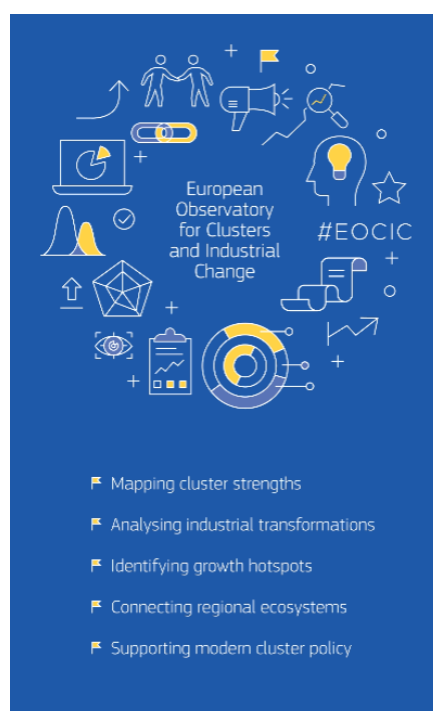 European
Observatory
for Clusters
and Industrial
Change
#EOCIC
Mapping cluster strengths
Analysing industrial transformations
Identifying growth hotspots
Connecting regional ecosystems
Supporting modern cluster policy